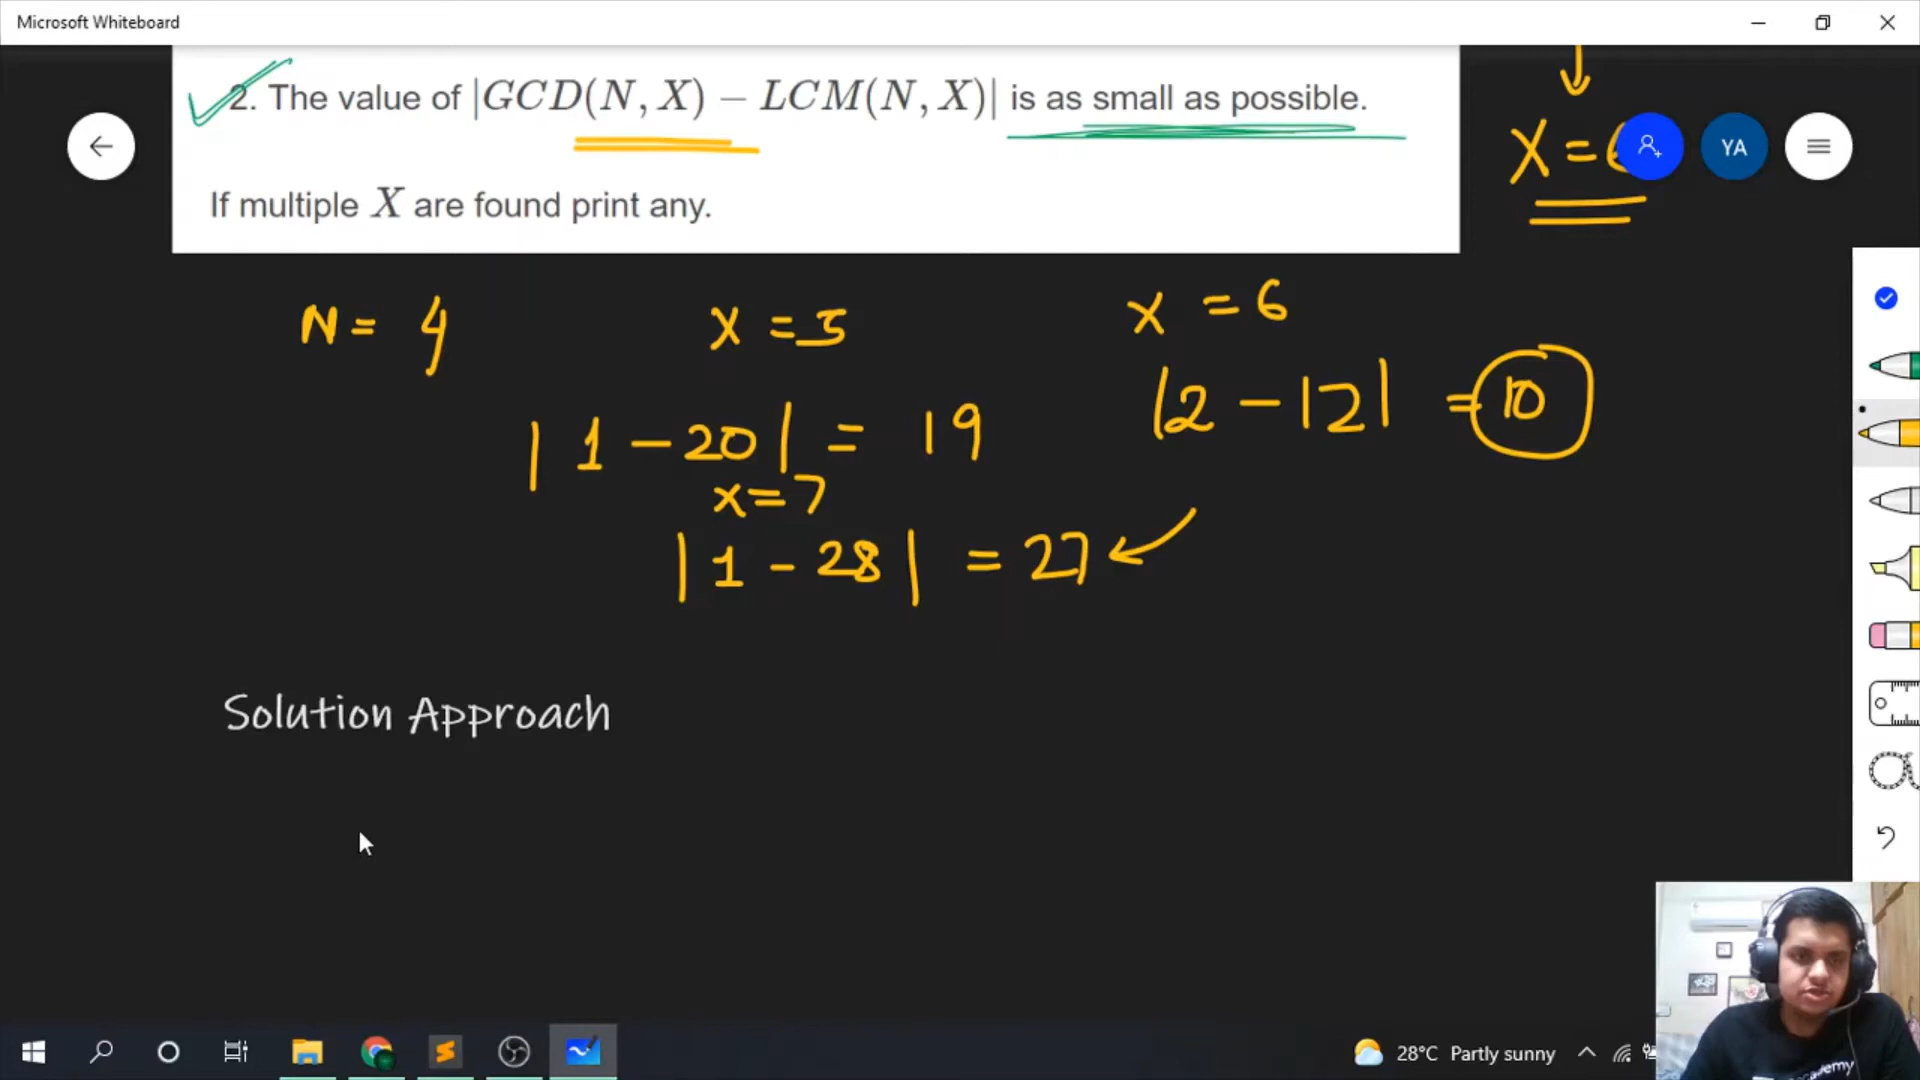 Microsoft Whiteboard
2. The value of |GCD(N, X) − LCM(N, X)| is as small as possible.
X =
YA
If multiple X are found print any.
N = 4
X = 5
X = 6
|1 − 20| = 19
|2 − 12| = 10
x = 7
|1 − 28| = 27
Solution Approach
28°C Partly sunny